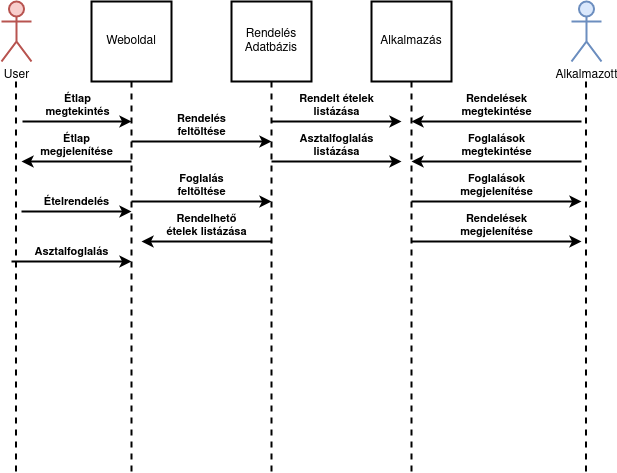 User
Weboldal
Rendelés
Adatbázis
Alkalmazás
Alkalmazott
Étlap
megtekintés
Étlap
megjelenítése
Ételrendelés
Asztalfoglalás
Rendelés
feltöltése
Foglalás
feltöltése
Rendelhető
ételek listázása
Rendelt ételek
listázása
Asztalfoglalás
listázása
Rendelések
megtekintése
Foglalások
megtekintése
Foglalások
megjelenítése
Rendelések
megjelenítése